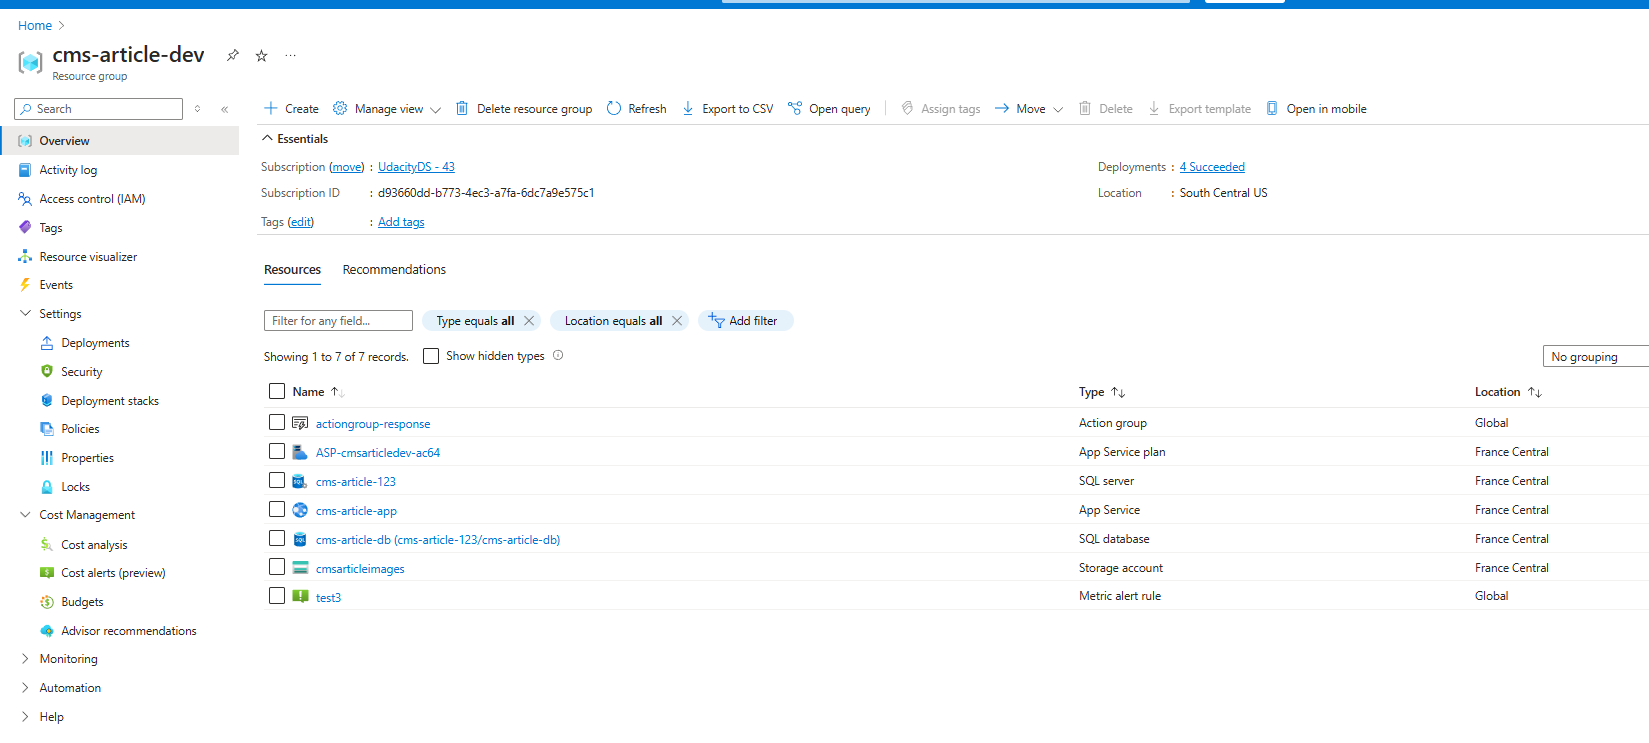 Home
cms-article-dev
Resource group
Search
Create Manage view Delete resource group Refresh Export to CSV Open query Assign tags Move Delete Export template Open in mobile
Overview
Activity log
Access control (IAM)
Tags
Resource visualizer
Events
Settings
Deployments
Security
Deployment stacks
Policies
Properties
Locks
Cost Management
Cost analysis
Cost alerts (preview)
Budgets
Advisor recommendations
Monitoring
Automation
Help
Essentials
Subscription (move) : UdacityDS - 43
Subscription ID : d93660dd-b773-4ec3-a7fa-6dc7a9e575c1
Tags (edit) : Add tags
Deployments : 4 Succeeded
Location : South Central US
Resources Recommendations
Filter for any field... Type equals all Location equals all Add filter
Showing 1 to 7 of 7 records. Show hidden types
No grouping
Name Type Location
actiongroup-response Action group Global
ASP-cmsarticledev-ac64 App Service plan France Central
cms-article-123 SQL server France Central
cms-article-app App Service France Central
cms-article-db (cms-article-123/cms-article-db) SQL database France Central
cmsarticleimages Storage account France Central
test3 Metric alert rule Global